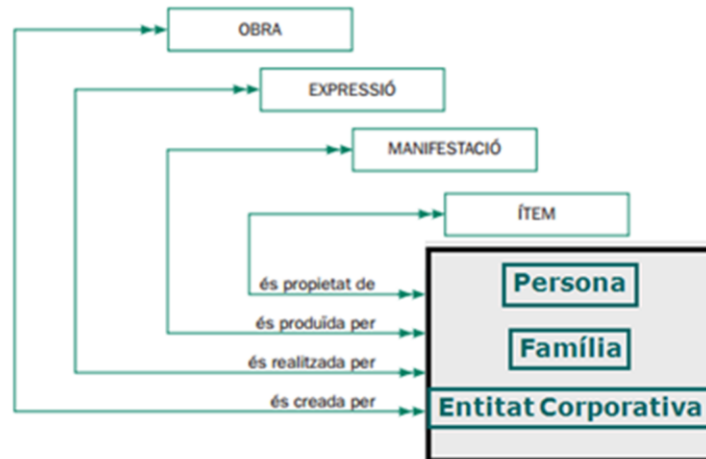 OBRA
EXPRESSIÓ
MANIFESTACIÓ
ÍTEM
és propietat de
Persona
és produïda per
Família
és realitzada per
és creada per
Entitat Corporativa